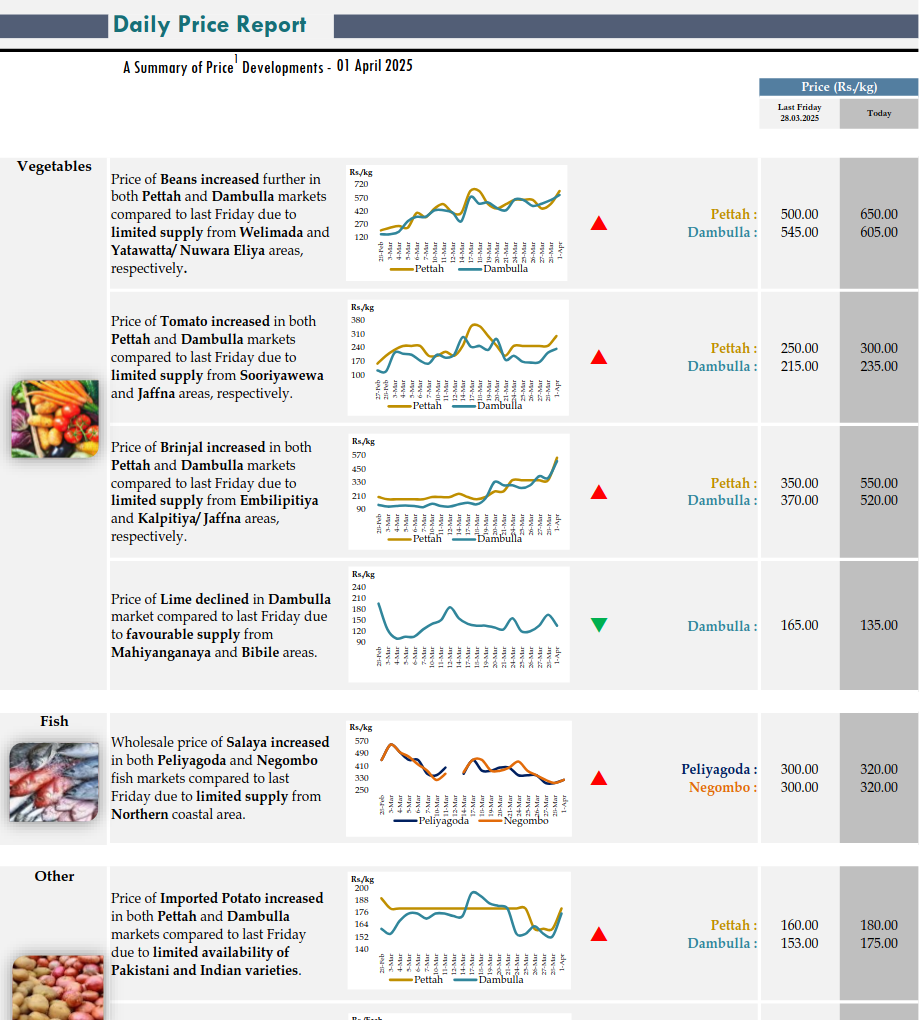 Daily Price Report
A Summary of Price1 Developments - 01 April 2025
Price (Rs./kg)
Last Friday
28.03.2025
Today
Vegetables
Price of Beans increased further in
both Pettah and Dambulla markets
compared to last Friday due to
limited supply from Welimada and
Yatawatta/ Nuwara Eliya areas,
respectively.
Rs./kg
720
570
420
270
120
Pettah Dambulla
Pettah : 500.00 650.00
Dambulla : 545.00 605.00
Price of Tomato increased in both
Pettah and Dambulla markets
compared to last Friday due to
limited supply from Sooriyawewa
and Jaffna areas, respectively.
Rs./kg
380
310
240
170
100
Pettah Dambulla
Pettah : 250.00 300.00
Dambulla : 215.00 235.00
Price of Brinjal increased in both
Pettah and Dambulla markets
compared to last Friday due to
limited supply from Embilipitiya
and Kalpitiya/ Jaffna areas,
respectively.
Rs./kg
570
450
330
210
90
Pettah Dambulla
Pettah : 350.00 550.00
Dambulla : 370.00 520.00
Price of Lime declined in Dambulla
market compared to last Friday due
to favourable supply from
Mahiyanganaya and Bibile areas.
Rs./kg
240
210
180
150
120
90
Dambulla : 165.00 135.00
Fish
Wholesale price of Salaya increased
in both Peliyagoda and Negombo
fish markets compared to last
Friday due to limited supply from
Northern coastal area.
Rs./kg
570
490
410
330
250
Peliyagoda Negombo
Peliyagoda : 300.00 320.00
Negombo : 300.00 320.00
Other
Price of Imported Potato increased
in both Pettah and Dambulla
markets compared to last Friday
due to limited availability of
Pakistani and Indian varieties.
Rs./kg
200
188
176
164
152
140
Pettah Dambulla
Pettah : 160.00 180.00
Dambulla : 153.00 175.00